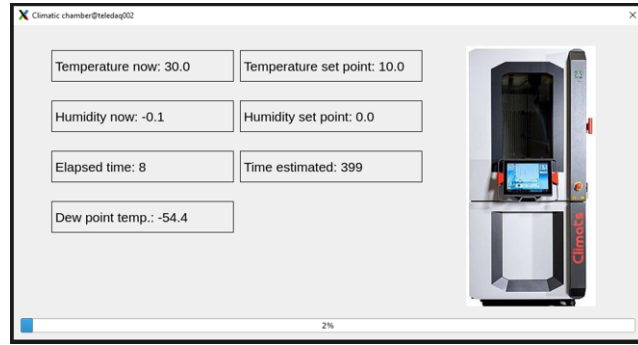 Climatic chamber@teledaq002
Temperature now: 30.0
Temperature set point: 10.0
Humidity now: -0.1
Humidity set point: 0.0
Elapsed time: 8
Time estimated: 399
Dew point temp.: -54.4
Climats
2%